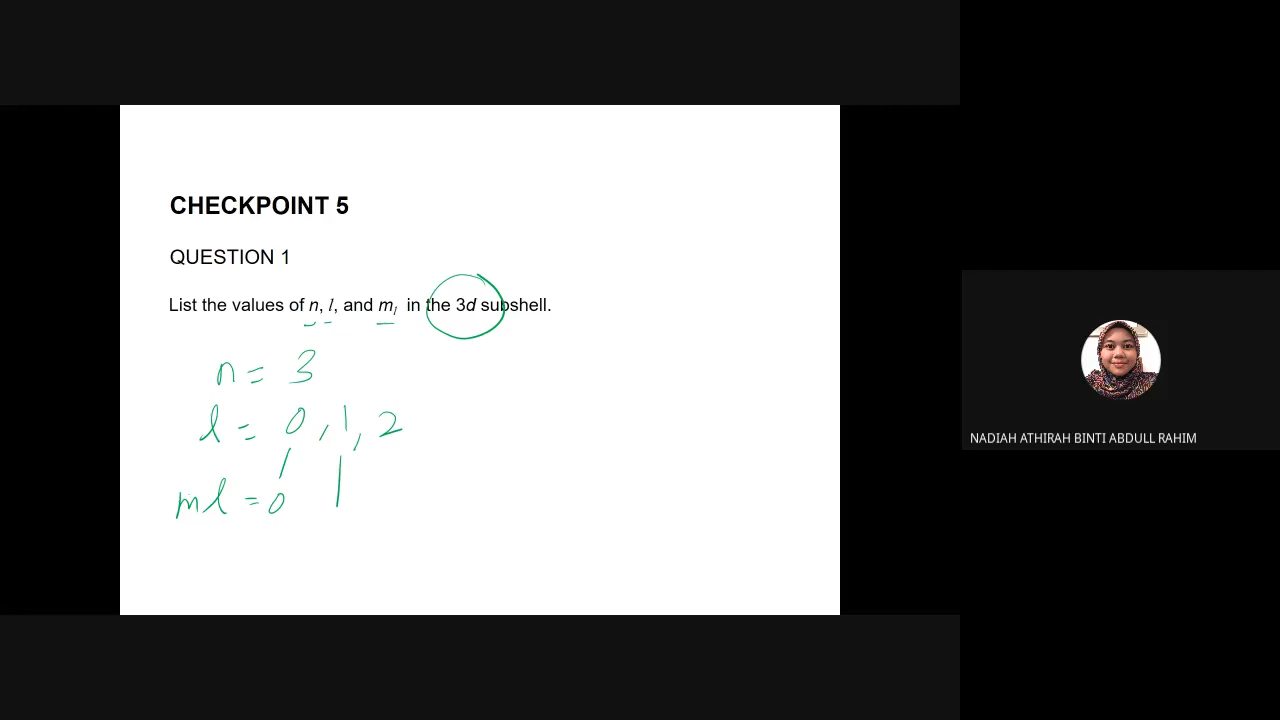 CHECKPOINT 5
QUESTION 1
List the values of n, l, and mₗ in the 3d subshell.
n = 3
l = 0, 1, 2
ml = 0
NADIAH ATHIRAH BINTI ABDULL RAHIM